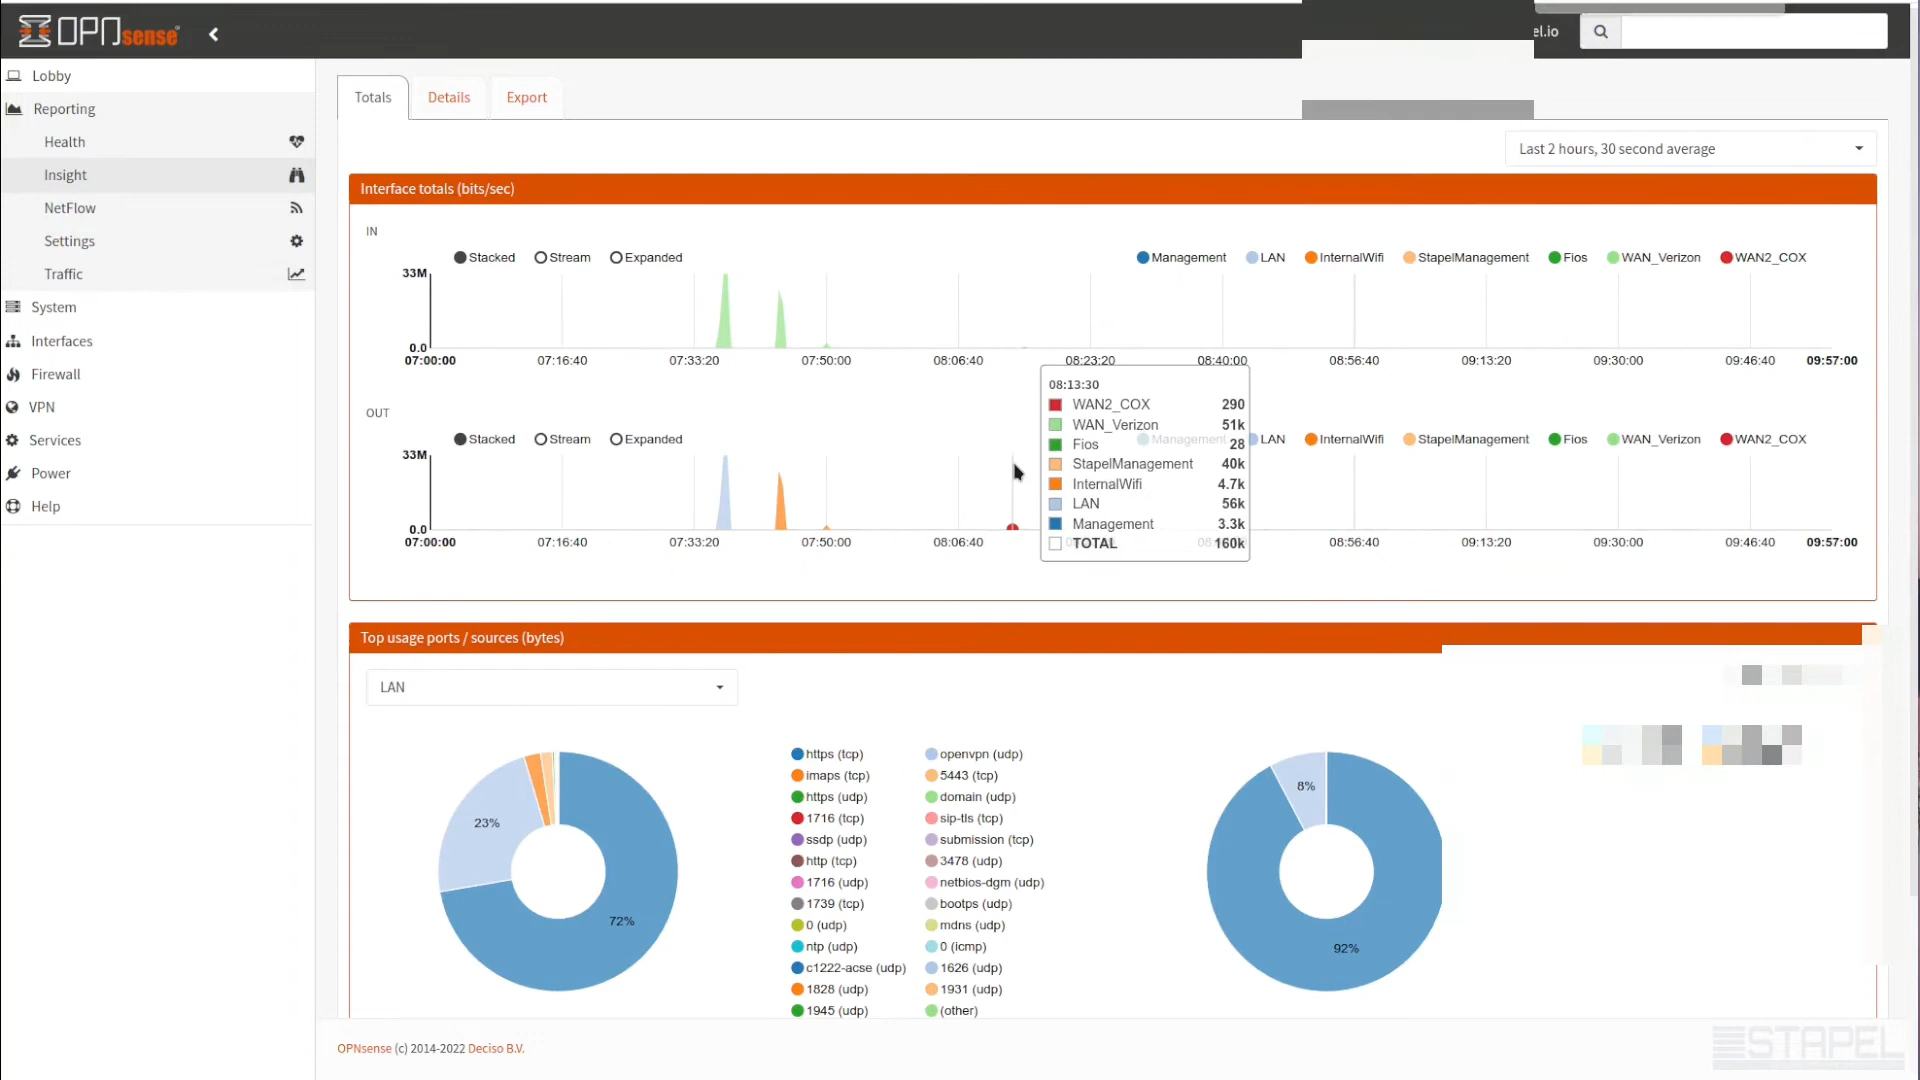 OPNsense
el.io
Lobby
Reporting
Health
Insight
NetFlow
Settings
Traffic
System
Interfaces
Firewall
VPN
Services
Power
Help
Totals
Details
Export
Last 2 hours, 30 second average
Interface totals (bits/sec)
IN
Stacked Stream Expanded
Management LAN InternalWifi StapelManagement Fios WAN_Verizon WAN2_COX
33M
0.0
07:00:00 07:16:40 07:33:20 07:50:00 08:06:40 08:23:20 08:40:00 08:56:40 09:13:20 09:30:00 09:46:40 09:57:00
OUT
Stacked Stream Expanded
Management LAN InternalWifi StapelManagement Fios WAN_Verizon WAN2_COX
33M
0.0
07:00:00 07:16:40 07:33:20 07:50:00 08:06:40 08:56:40 09:13:20 09:30:00 09:46:40 09:57:00
08:13:30
WAN2_COX 290
WAN_Verizon 51k
Fios 28
StapelManagement 40k
InternalWifi 4.7k
LAN 56k
Management 3.3k
TOTAL 160k
Top usage ports / sources (bytes)
LAN
23%
72%
https (tcp) openvpn (udp)
imaps (tcp) 5443 (tcp)
https (udp) domain (udp)
1716 (tcp) sip-tls (tcp)
ssdp (udp) submission (tcp)
http (tcp) 3478 (udp)
1716 (udp) netbios-dgm (udp)
1739 (tcp) bootps (udp)
0 (udp) mdns (udp)
ntp (udp) 0 (icmp)
c1222-acse (udp) 1626 (udp)
1828 (udp) 1931 (udp)
1945 (udp) (other)
8%
92%
OPNsense (c) 2014-2022 Deciso B.V.
STAPEL